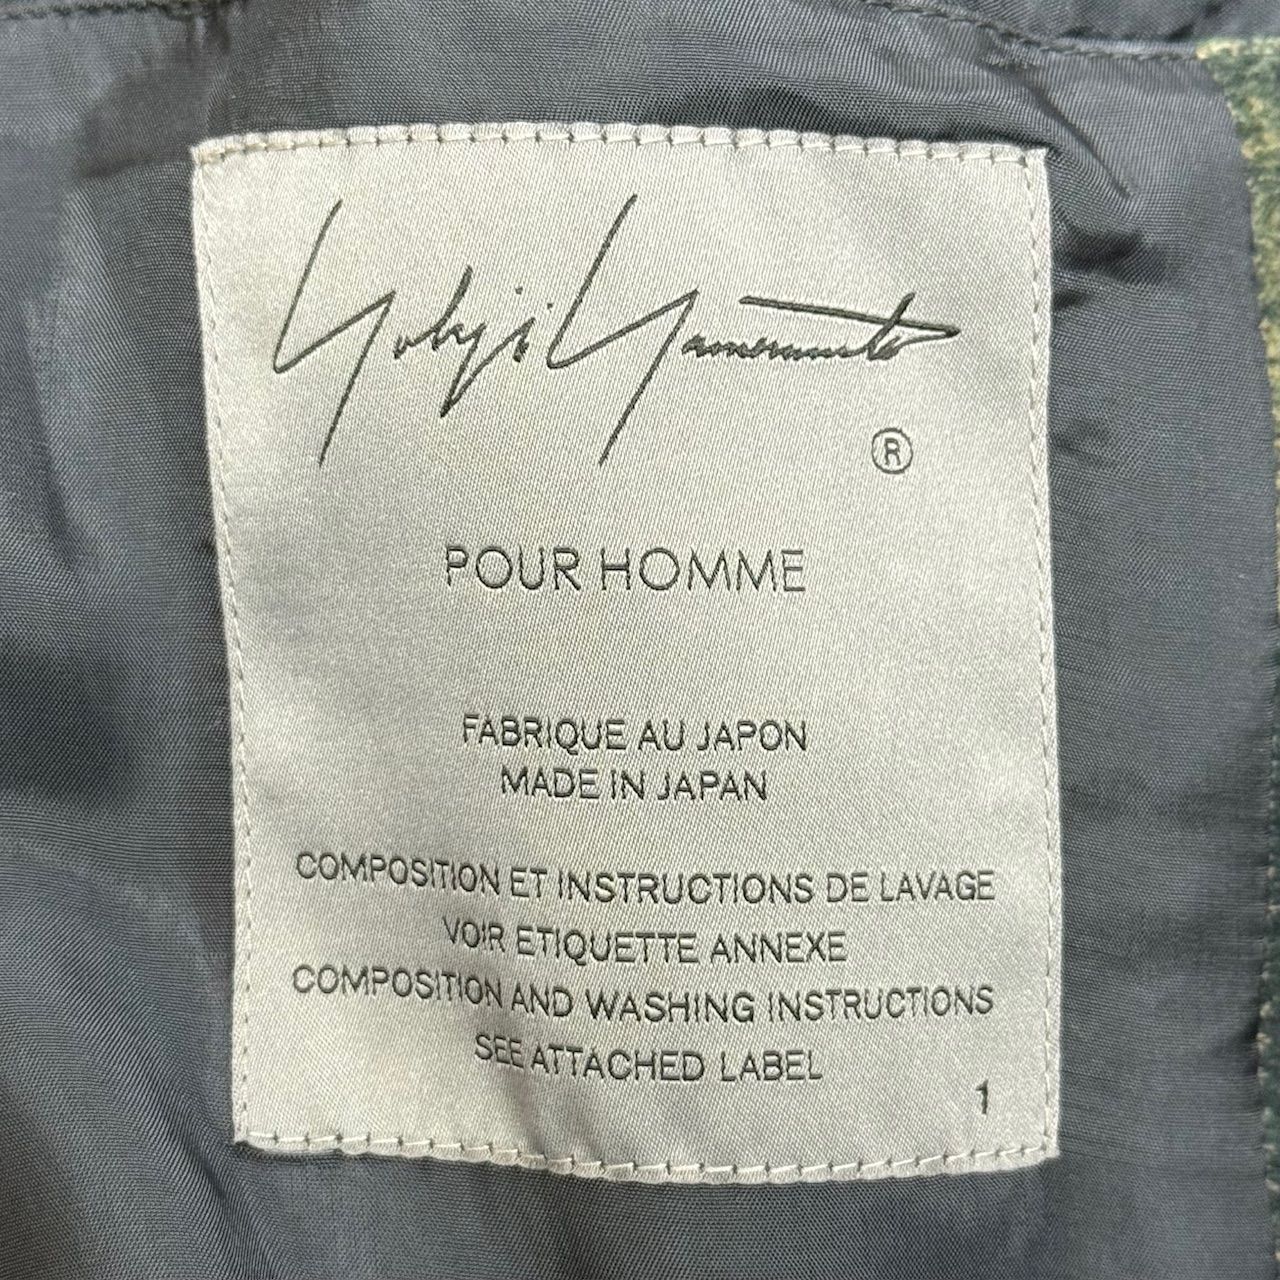 Yohji Yamamoto
®
POUR HOMME
FABRIQUE AU JAPON
MADE IN JAPAN
COMPOSITION ET INSTRUCTIONS DE LAVAGE
VOIR ETIQUETTE ANNEXE
COMPOSITION AND WASHING INSTRUCTIONS
SEE ATTACHED LABEL
1